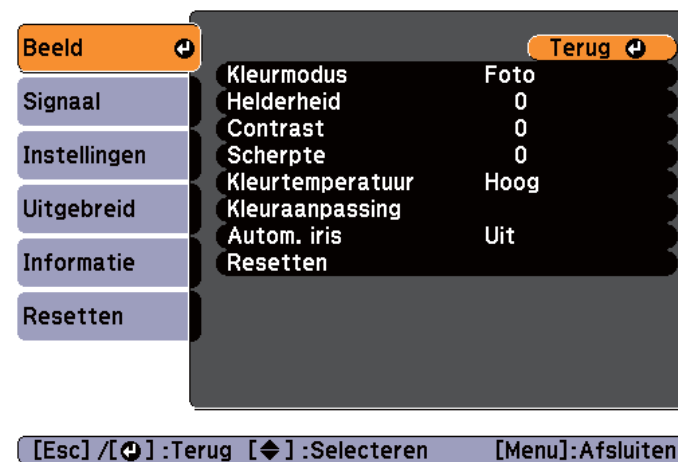 Beeld
Signaal
Instellingen
Uitgebreid
Informatie
Resetten
Terug
Kleurmodus Foto
Helderheid 0
Contrast 0
Scherpte 0
Kleurtemperatuur Hoog
Kleuraanpassing
Autom. iris Uit
Resetten
[Esc] /[⏎] :Terug [◆] :Selecteren [Menu]:Afsluiten